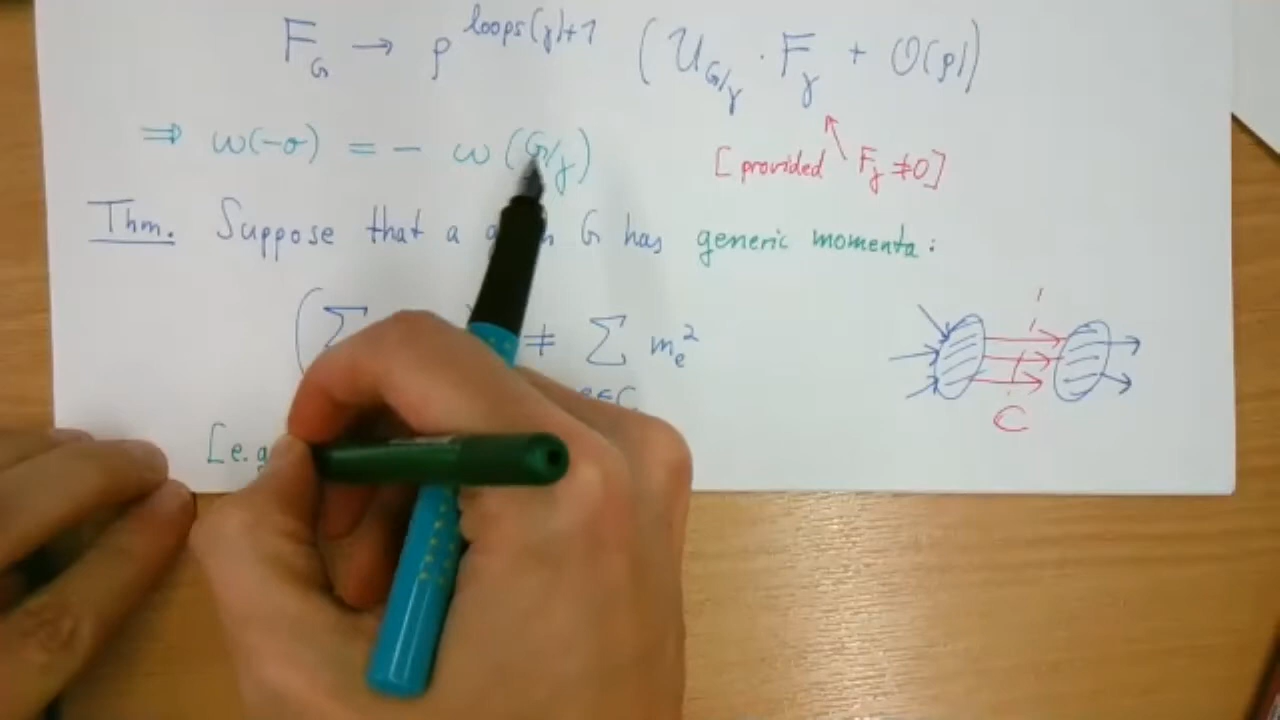 F_G → ρ^{loops(γ)+1} (U_{G/γ} · F_γ + O(ρ))
⇒ ω(-σ) = - ω(G/γ)
[provided F_γ ≠ 0]
Thm. Suppose that a G has generic momenta:
(∑ ≠ ∑ m_e^2
C
[e.g